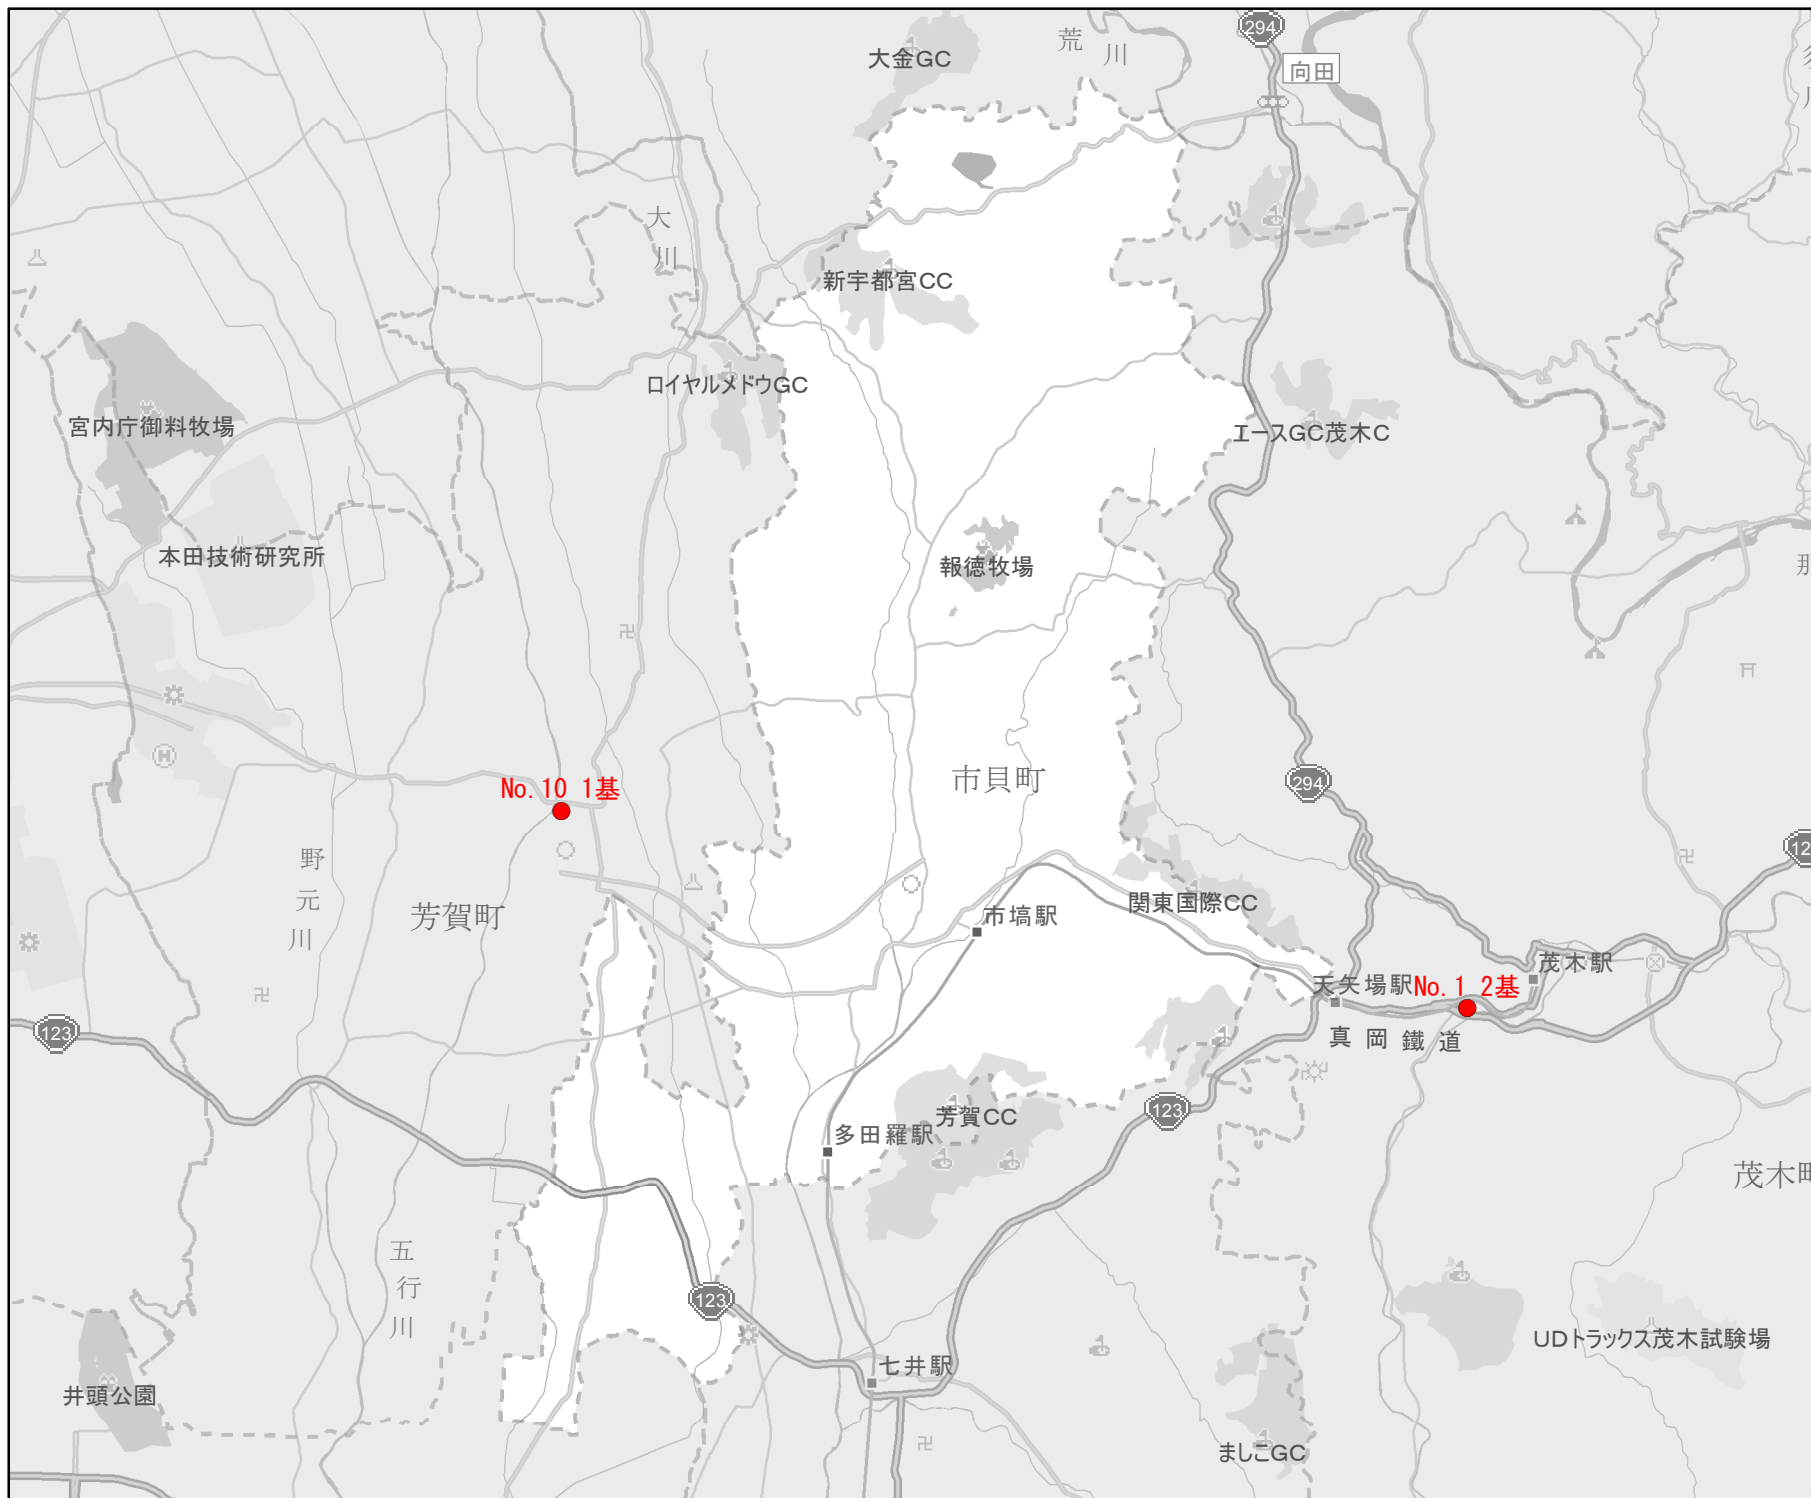 294
大金GC
荒川
向田
大川
新宇都宮CC
ロイヤルメドウGC
宮内庁御料牧場
エースGC茂木C
本田技術研究所
報徳牧場
市貝町
294
No.10 1基
野元川
芳賀町
関東国際CC
市塙駅
茂木駅
天矢場駅
No.1 2基
真岡鐵道
123
123
芳賀CC
多田羅駅
茂木町
五行川
123
UDトラックス茂木試験場
七井駅
井頭公園
ましこGC